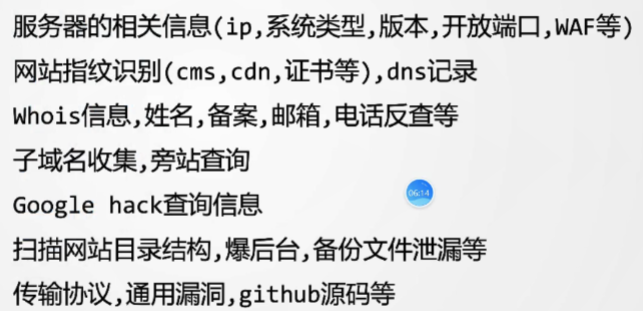 服务器的相关信息(ip,系统类型,版本,开放端口,WAF等)
网站指纹识别(cms,cdn,证书等),dns记录
Whois信息,姓名,备案,邮箱,电话反查等
子域名收集,旁站查询
06:14
Google hack查询信息
扫描网站目录结构,爆后台,备份文件泄漏等
传输协议,通用漏洞,github源码等